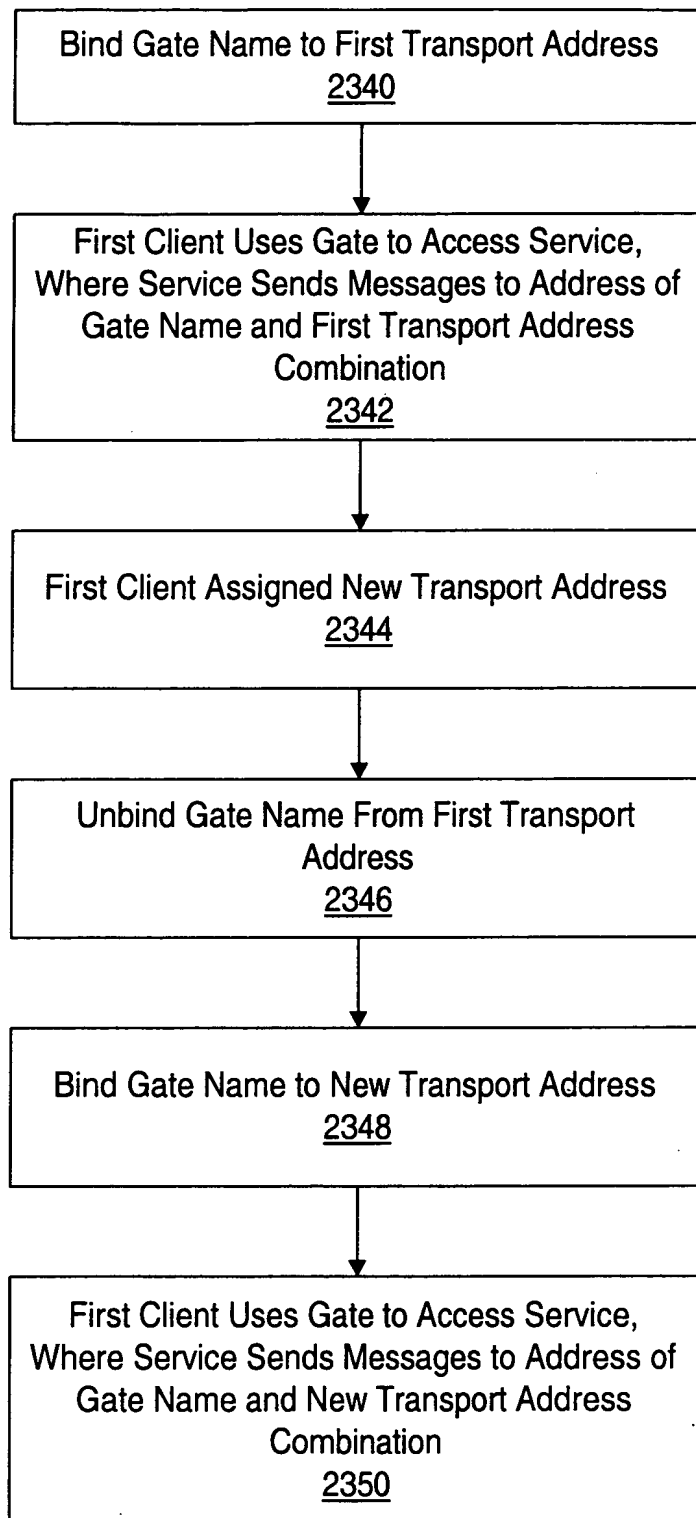 Bind Gate Name to First Transport Address
2340
First Client Uses Gate to Access Service,
Where Service Sends Messages to Address of
Gate Name and First Transport Address
Combination
2342
First Client Assigned New Transport Address
2344
Unbind Gate Name From First Transport
Address
2346
Bind Gate Name to New Transport Address
2348
First Client Uses Gate to Access Service,
Where Service Sends Messages to Address of
Gate Name and New Transport Address
Combination
2350